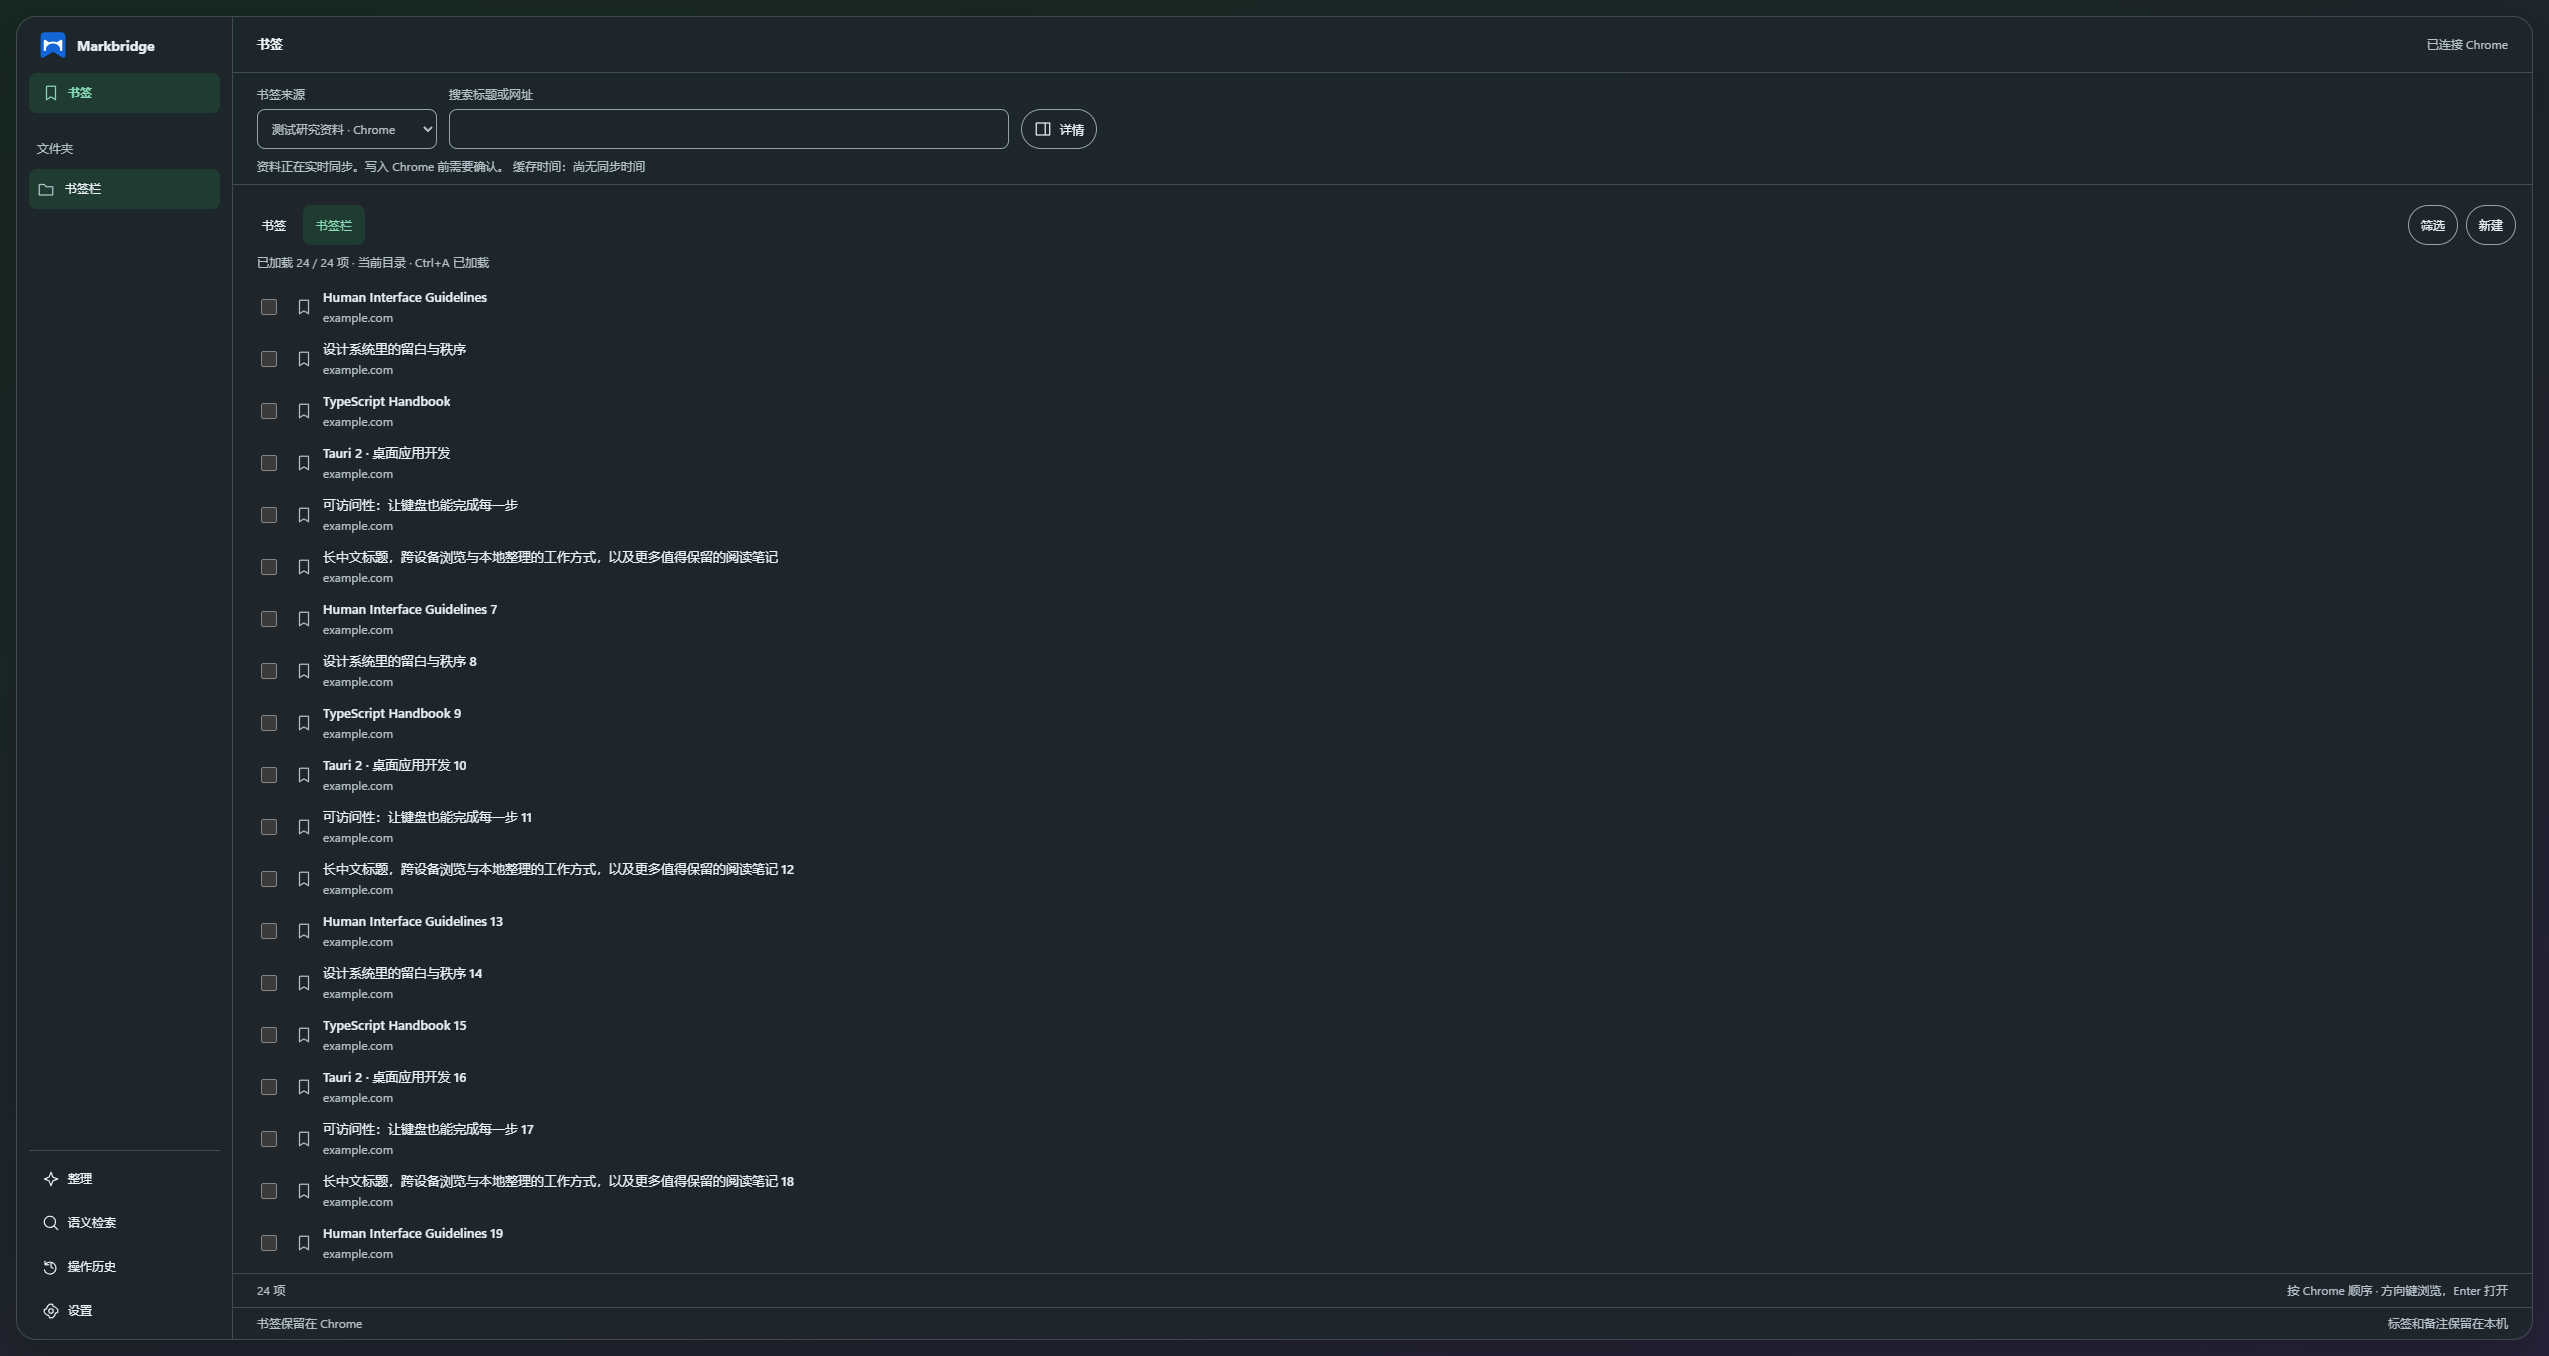 Markbridge
书签
文件夹
书签栏
整理
语义检索
操作历史
设置
书签
已连接 Chrome
书签来源
搜索标题或网址
测试研究资料 · Chrome
详情
资料正在实时同步。写入 Chrome 前需要确认。 缓存时间：尚无同步时间
书签
书签栏
筛选
新建
已加载 24 / 24 项 · 当前目录 · Ctrl+A 已加载
Human Interface Guidelines
example.com
设计系统里的留白与秩序
example.com
TypeScript Handbook
example.com
Tauri 2 · 桌面应用开发
example.com
可访问性：让键盘也能完成每一步
example.com
长中文标题，跨设备浏览与本地整理的工作方式，以及更多值得保留的阅读笔记
example.com
Human Interface Guidelines 7
example.com
设计系统里的留白与秩序 8
example.com
TypeScript Handbook 9
example.com
Tauri 2 · 桌面应用开发 10
example.com
可访问性：让键盘也能完成每一步 11
example.com
长中文标题，跨设备浏览与本地整理的工作方式，以及更多值得保留的阅读笔记 12
example.com
Human Interface Guidelines 13
example.com
设计系统里的留白与秩序 14
example.com
TypeScript Handbook 15
example.com
Tauri 2 · 桌面应用开发 16
example.com
可访问性：让键盘也能完成每一步 17
example.com
长中文标题，跨设备浏览与本地整理的工作方式，以及更多值得保留的阅读笔记 18
example.com
Human Interface Guidelines 19
example.com
24 项
按 Chrome 顺序 · 方向键浏览，Enter 打开
书签保留在 Chrome
标签和备注保留在本机